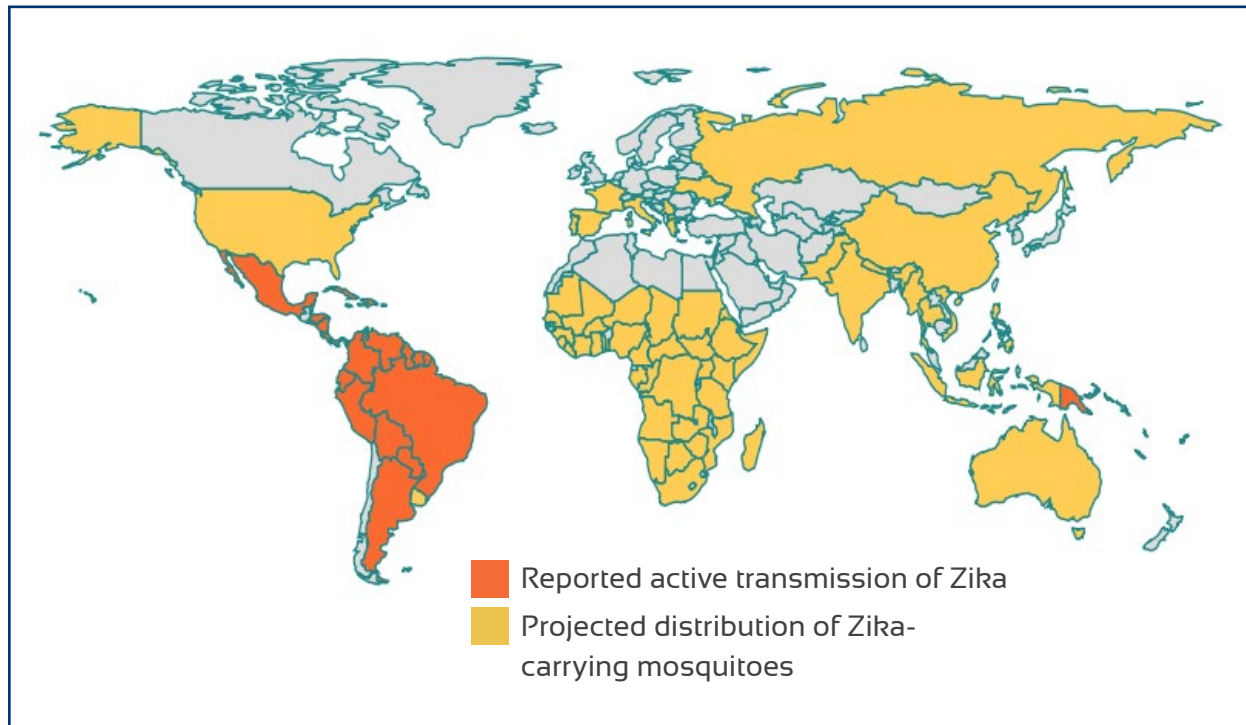 Reported active transmission of Zika
Projected distribution of Zika-
carrying mosquitoes